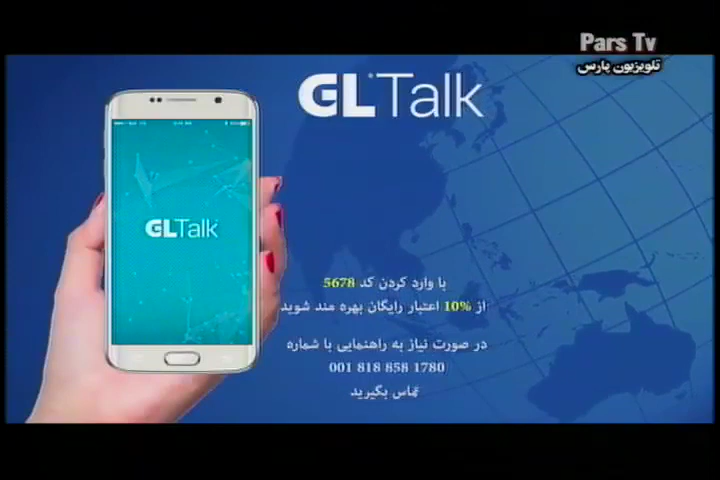 Pars Tv
تلویزیون پارس
GLTalk
GLTalk
با وارد کردن کد 5678
از 10% اعتبار رایگان بهره مند شوید
در صورت نیاز به راهنمایی با شماره
001 818 858 1780
تماس بگیرید